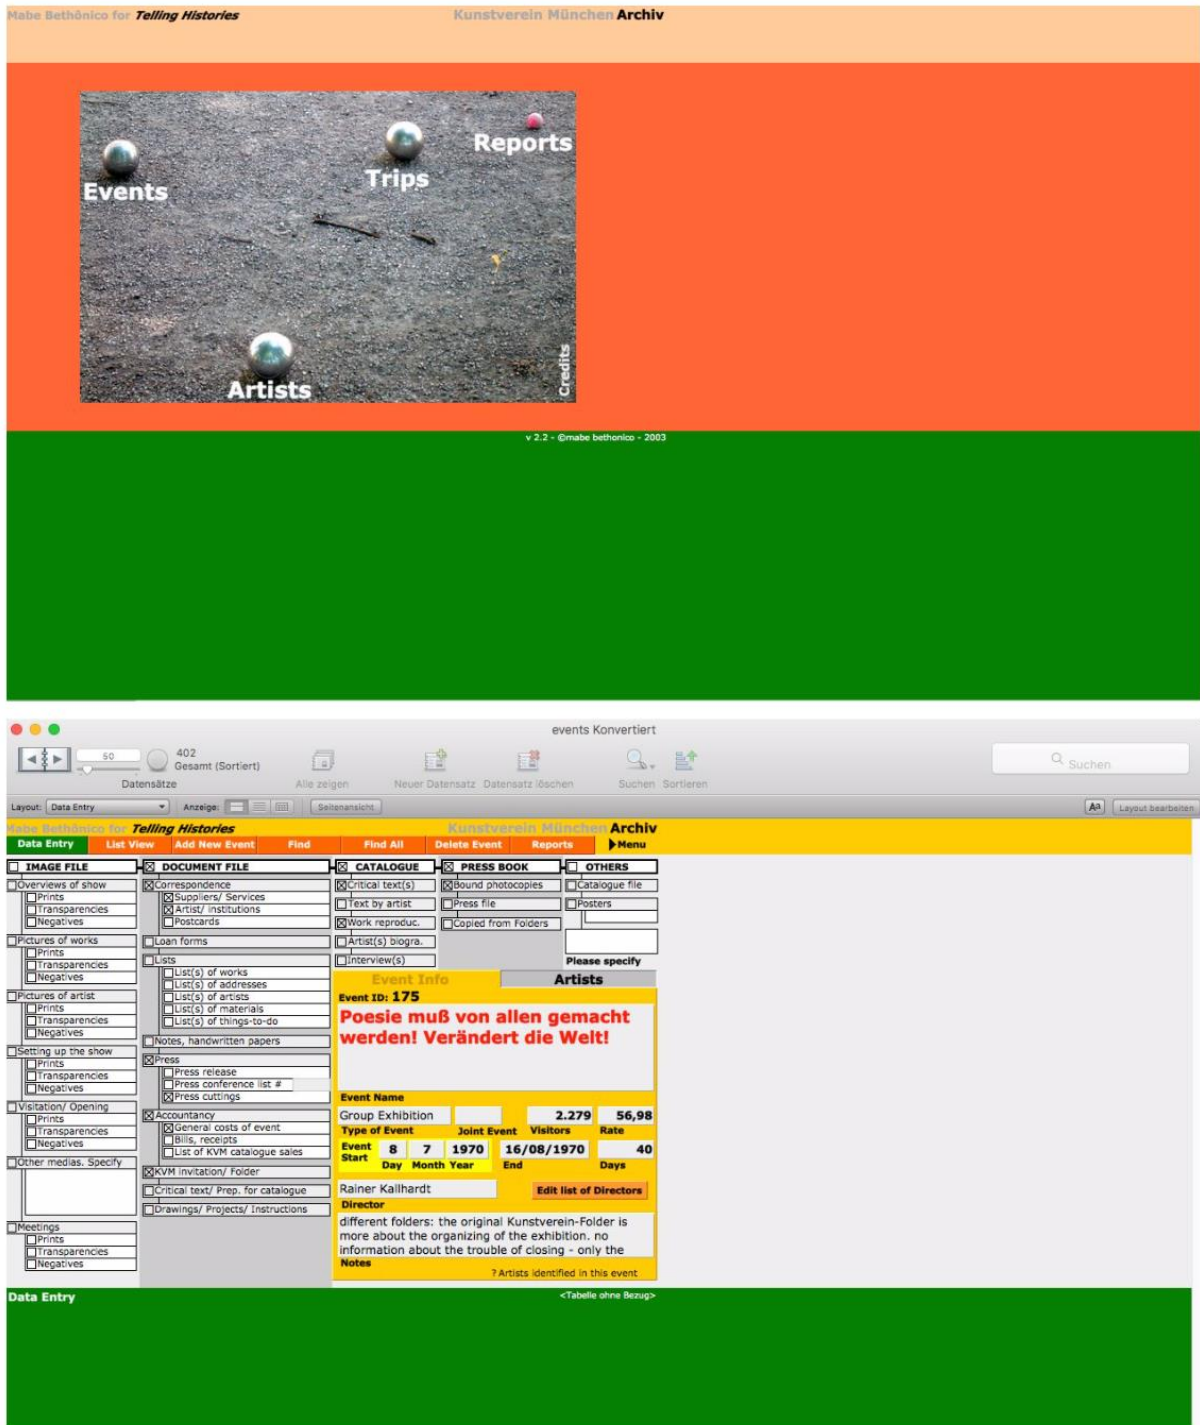 Mabe Bethônico for Telling Histories
Kunstverein München Archiv
Events
Trips
Reports
Artists
Credits
v 2.2 - ©mabe bethonico - 2003
events Konvertiert
50
402
Gesamt (Sortiert)
Datensätze
Alle zeigen
Neuer Datensatz
Datensatz löschen
Suchen
Sortieren
Suchen
Layout: Data Entry
Anzeige:
Seitenansicht
Aa
Layout bearbeiten
Mabe Bethônico for Telling Histories
Kunstverein München Archiv
Data Entry
List View
Add New Event
Find
Find All
Delete Event
Reports
Menu
IMAGE FILE
Overviews of show
Prints
Transparencies
Negatives
Pictures of works
Prints
Transparencies
Negatives
Pictures of artist
Prints
Transparencies
Negatives
Setting up the show
Prints
Transparencies
Negatives
Visitation/ Opening
Prints
Transparencies
Negatives
Other medias. Specify
Meetings
Prints
Transparencies
Negatives
DOCUMENT FILE
Correspondence
Suppliers/ Services
Artist/ institutions
Postcards
Loan forms
Lists
List(s) of works
List(s) of addresses
List(s) of artists
List(s) of materials
List(s) of things-to-do
Notes, handwritten papers
Press
Press release
Press conference list #
Press cuttings
Accountancy
General costs of event
Bills, receipts
List of KVM catalogue sales
KVM invitation/ Folder
Critical text/ Prep. for catalogue
Drawings/ Projects/ Instructions
CATALOGUE
Critical text(s)
Text by artist
Work reproduc.
Artist(s) biogra.
Interview(s)
PRESS BOOK
Bound photocopies
Press file
Copied from Folders
OTHERS
Catalogue file
Posters
Please specify
Event Info
Artists
Event ID: 175
Poesie muß von allen gemacht
werden! Verändert die Welt!
Event Name
Group Exhibition
2.279
56,98
Type of Event
Joint Event
Visitors
Rate
Event
Start
8
7
1970
16/08/1970
40
Day
Month
Year
End
Days
Rainer Kallhardt
Edit list of Directors
Director
different folders: the original Kunstverein-Folder is
more about the organizing of the exhibition. no
information about the trouble of closing - only the
Notes
? Artists identified in this event
Data Entry
<Tabelle ohne Bezug>